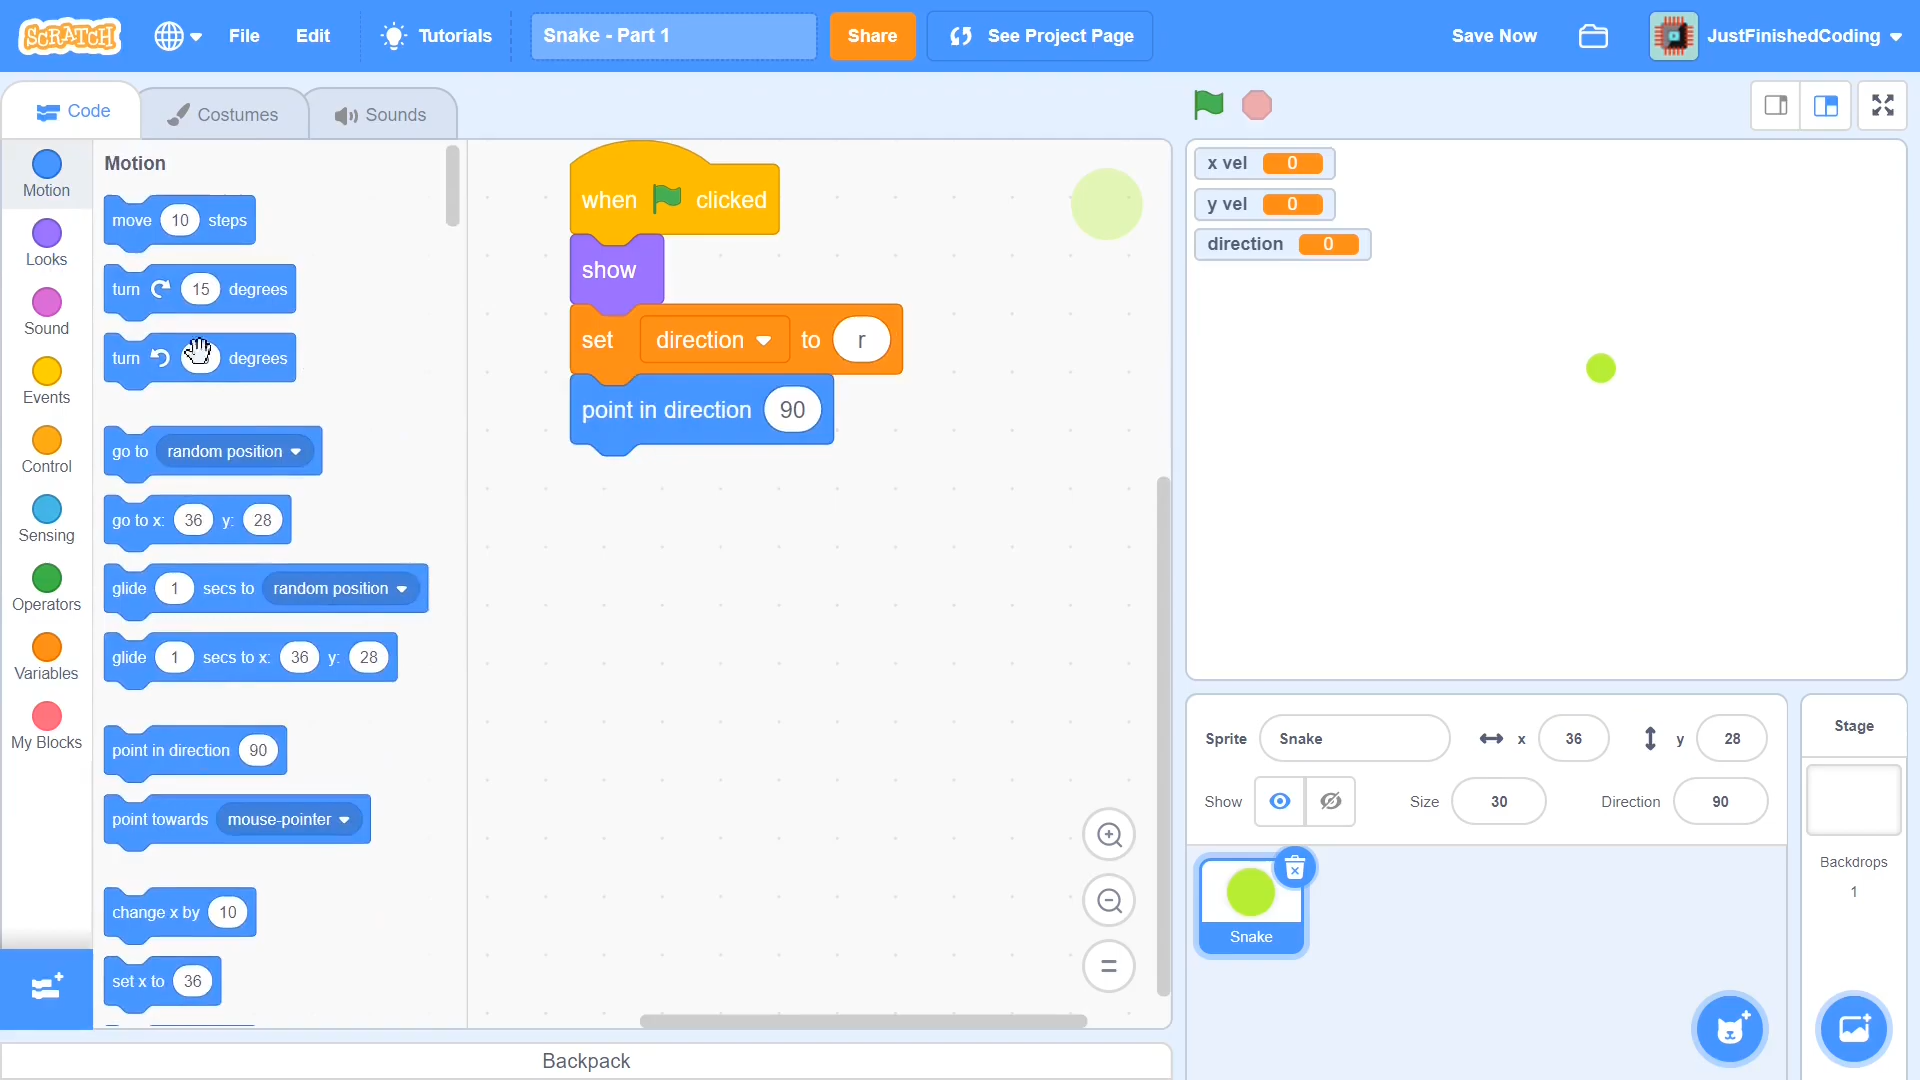 SCRATCH File Edit Tutorials Snake - Part 1 Share See Project Page Save Now JustFinishedColding
Code Costumes Sounds
Motion
Looks
Sound
Events
Control
Sensing
Operators
Variables
My Blocks
Motion
move 10 steps
turn 15 degrees
turn degrees
go to random position
go to x: 36 y: 28
glide 1 secs to random position
glide 1 secs to x: 36 y: 28
point in direction 90
point towards mouse-pointer
change x by 10
set x to 36
when clicked
show
set direction to r
point in direction 90
Backpack
x vel 0
y vel 0
direction 0
Sprite Snake x 36 y 28
Show Size 30 Direction 90
Snake
Stage
Backdrops
1